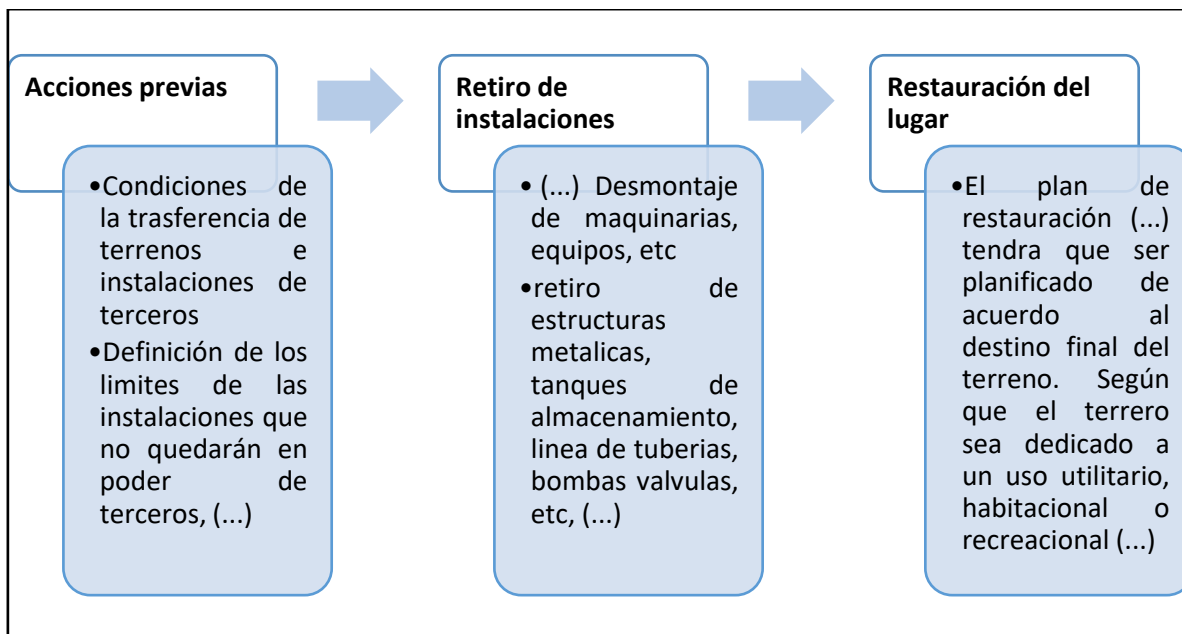 Acciones previas
•Condiciones de
la trasferencia de
terrenos e
instalaciones de
terceros
•Definición de los
limites de las
instalaciones que
no quedarán en
poder de
terceros, (...)
Retiro de
instalaciones
• (...) Desmontaje
de maquinarias,
equipos, etc
•retiro de
estructuras
metalicas,
tanques de
almacenamiento,
linea de tuberias,
bombas valvulas,
etc, (...)
Restauración del
lugar
•El plan de
restauración (...)
tendra que ser
planificado de
acuerdo al
destino final del
terreno. Según
que el terrero
sea dedicado a
un uso utilitario,
habitacional o
recreacional (...)